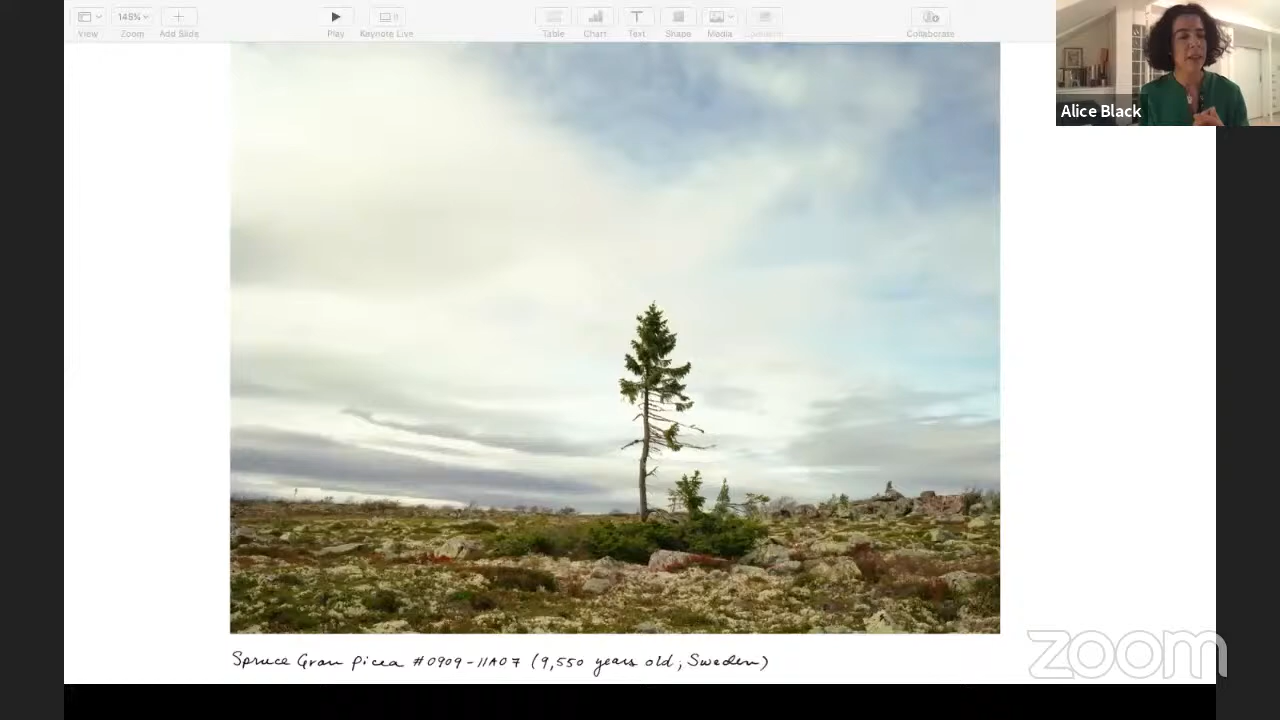 145%
View Zoom Add Slide Play Keynote Live Table Chart Text Shape Media Collaborate
Alice Black
Spruce Gran Picea #0909-11A07 (9,550 years old; Sweden)
zoom